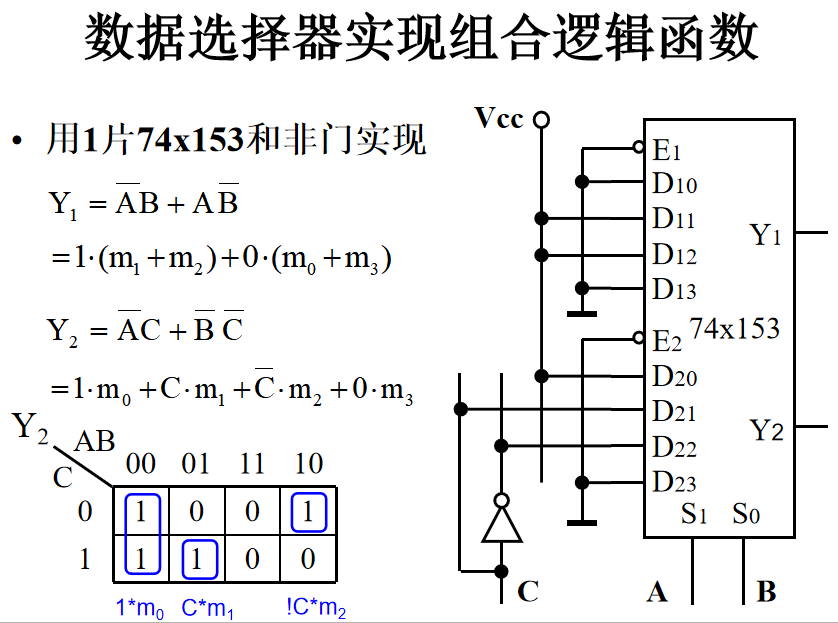 数据选择器实现组合逻辑函数
• 用1片74x153和非门实现
Y₁ = A̅B + AB̅
=1·(m₁+m₂)+0·(m₀+m₃)
Y₂ = A̅C + B̅ C̅
=1·m₀+C·m₁+C̅·m₂+0·m₃
Y₂ AB
C 00 01 11 10
0 1 0 0 1
1 1 1 0 0
1*m₀ C*m₁ !C*m₂
Vcc
E1
D10
D11
Y1
D12
D13
74x153
E2
D20
D21
Y2
D22
D23
S1 S0
C A B